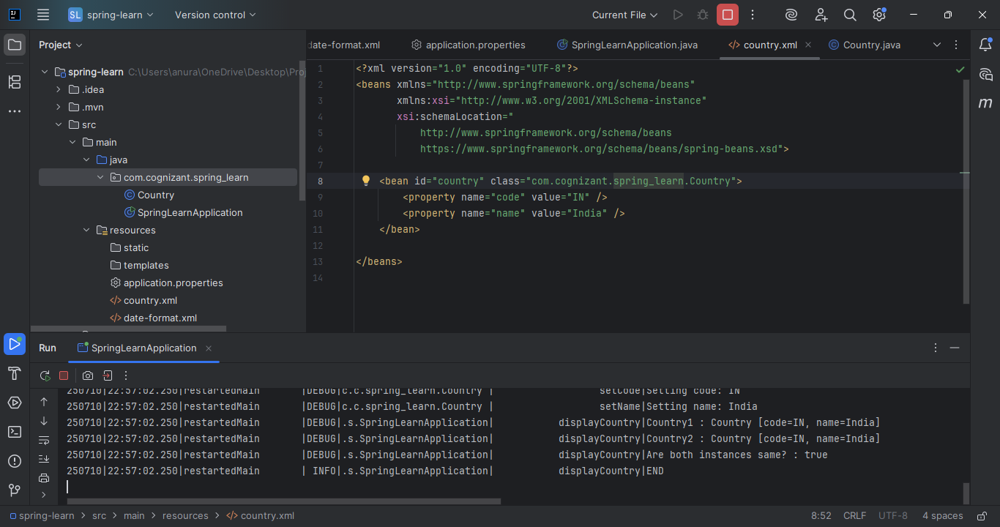 SL spring-learn Version control Current File
Project
spring-learn C:\Users\anura\OneDrive\Desktop\Proj
.idea
.mvn
src
main
java
com.cognizant.spring_learn
Country
SpringLearnApplication
resources
static
templates
application.properties
country.xml
date-format.xml
date-format.xml application.properties SpringLearnApplication.java country.xml Country.java
1 <?xml version="1.0" encoding="UTF-8"?>
2 <beans xmlns="http://www.springframework.org/schema/beans"
3 xmlns:xsi="http://www.w3.org/2001/XMLSchema-instance"
4 xsi:schemaLocation="
5 http://www.springframework.org/schema/beans
6 https://www.springframework.org/schema/beans/spring-beans.xsd">
7
8 <bean id="country" class="com.cognizant.spring_learn.Country">
9 <property name="code" value="IN" />
10 <property name="name" value="India" />
11 </bean>
12
13 </beans>
14
m
Run SpringLearnApplication
250710|22:57:02.250|restartedMain |DEBUG|c.c.spring_learn.Country | setCode|Setting code: IN
250710|22:57:02.250|restartedMain |DEBUG|c.c.spring_learn.Country | setName|Setting name: India
250710|22:57:02.250|restartedMain |DEBUG|.s.SpringLearnApplication| displayCountry|Country1 : Country [code=IN, name=India]
250710|22:57:02.250|restartedMain |DEBUG|.s.SpringLearnApplication| displayCountry|Country2 : Country [code=IN, name=India]
250710|22:57:02.250|restartedMain |DEBUG|.s.SpringLearnApplication| displayCountry|Are both instances same? : true
250710|22:57:02.250|restartedMain | INFO|.s.SpringLearnApplication| displayCountry|END
spring-learn > src > main > resources > country.xml 8:52 CRLF UTF-8 4 spaces